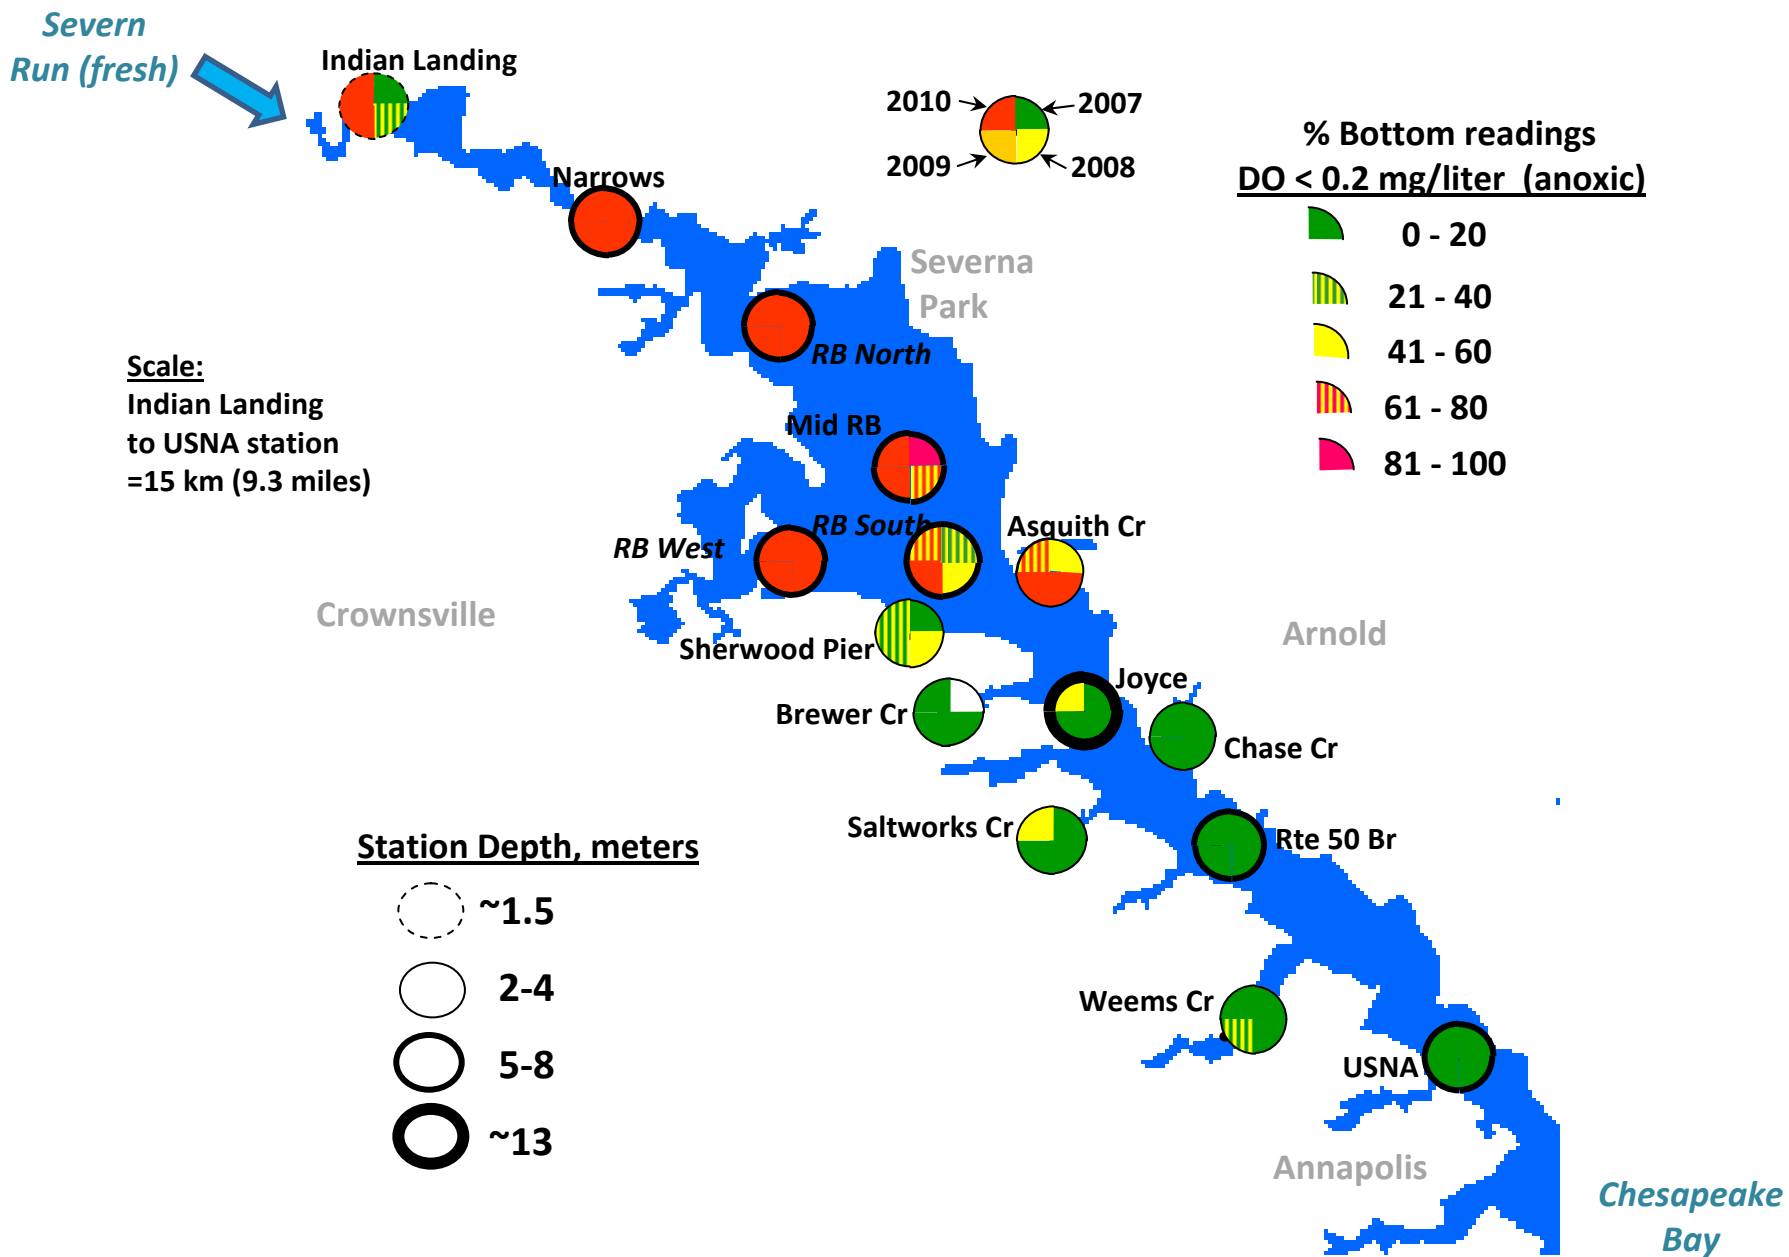 Severn
Run (fresh)
Indian Landing
2010
2007
2009
2008
% Bottom readings
DO < 0.2 mg/liter (anoxic)
0 - 20
21 - 40
41 - 60
61 - 80
81 - 100
Narrows
Severna
Park
RB North
Scale:
Indian Landing
to USNA station
=15 km (9.3 miles)
Mid RB
RB South
Asquith Cr
RB West
Crownsville
Arnold
Sherwood Pier
Joyce
Brewer Cr
Chase Cr
Saltworks Cr
Rte 50 Br
Station Depth, meters
~1.5
2-4
5-8
~13
Weems Cr
USNA
Annapolis
Chesapeake
Bay